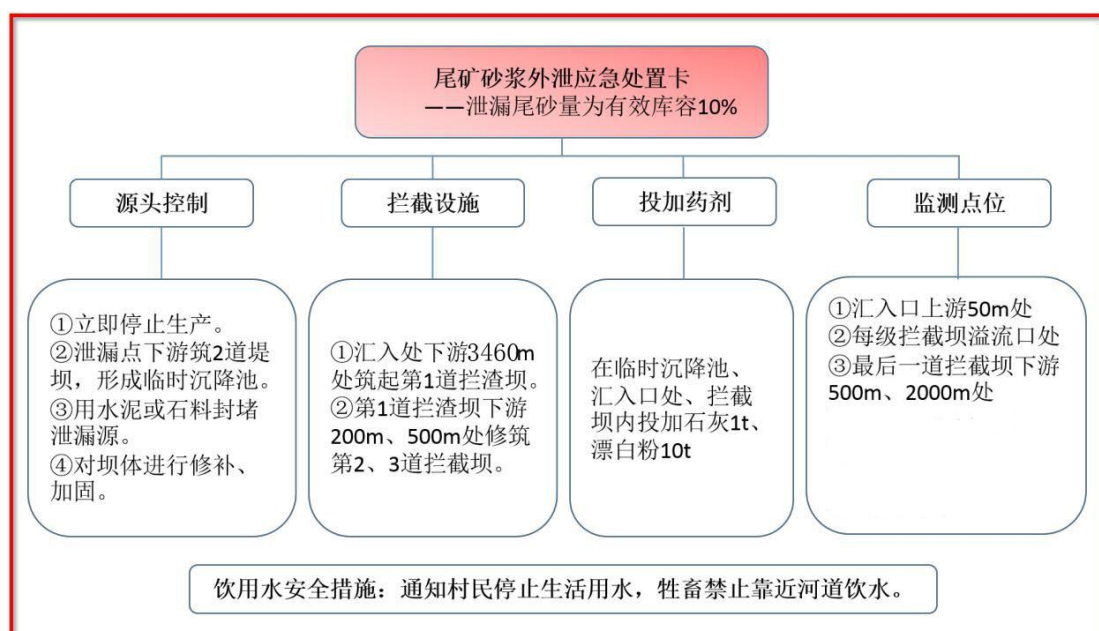 尾矿砂浆外泄应急处置卡
——泄漏尾砂量为有效库容10%
源头控制
①立即停止生产。
②泄漏点下游筑2道堤
坝，形成临时沉降池。
③用水泥或石料封堵
泄漏源。
④对坝体进行修补、
加固。
拦截设施
①汇入处下游3460m
处筑起第1道拦渣坝。
②第1道拦渣坝下游
200m、500m处修筑
第2、3道拦截坝。
投加药剂
在临时沉降池、
汇入口处、拦截
坝内投加石灰1t、
漂白粉10t
监测点位
①汇入口上游50m处
②每级拦截坝溢流口处
③最后一道拦截坝下游
500m、2000m处
饮用水安全措施：通知村民停止生活用水，牲畜禁止靠近河道饮水。